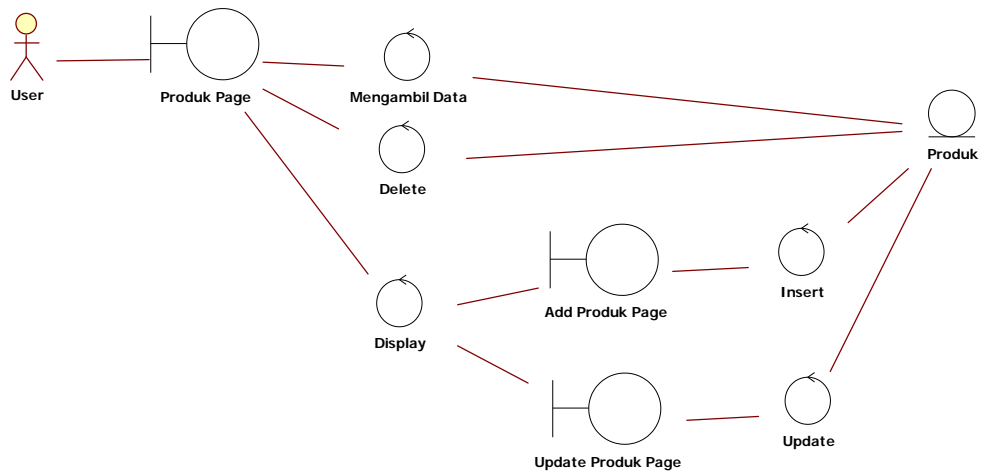 User
Produk Page
Mengambil Data
Produk
Delete
Add Produk Page
Insert
Display
Update Produk Page
Update